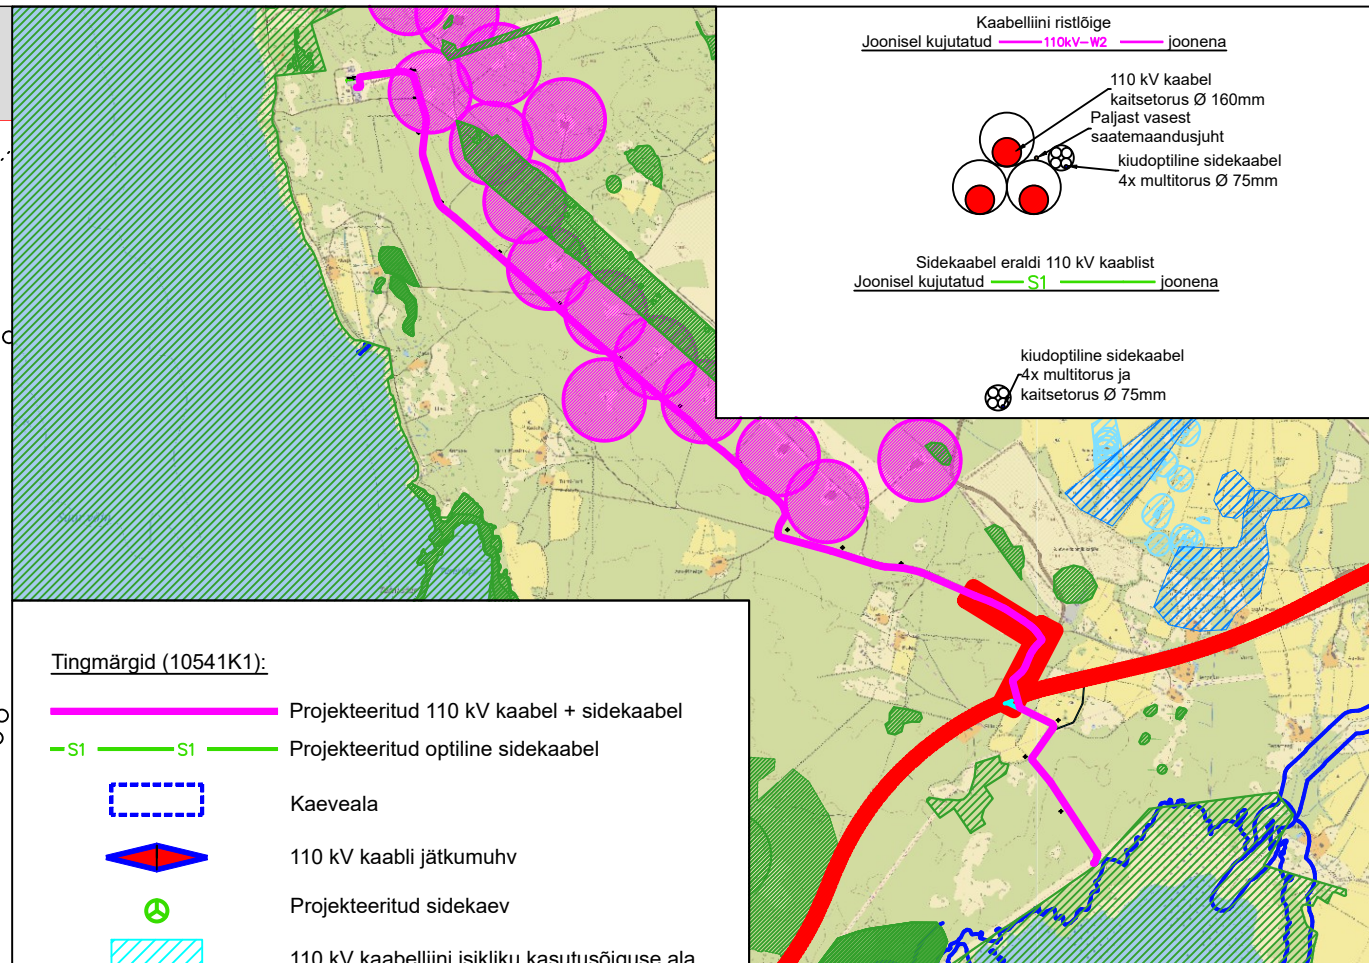 Kaabelliini ristlõige
Joonisel kujutatud 110kV-W2 joonena
110 kV kaabel
kaitsetorus Ø 160mm
Paljast vasest
saatemaandusjuht
kiudoptiline sidekaabel
4x multitorus Ø 75mm
Sidekaabel eraldi 110 kV kaablist
Joonisel kujutatud S1 joonena
kiudoptiline sidekaabel
4x multitorus ja
kaitsetorus Ø 75mm
Tingmärgid (10541K1):
Projekteeritud 110 kV kaabel + sidekaabel
S1 S1 Projekteeritud optiline sidekaabel
Kaeveala
110 kV kaabli jätkumuhv
Projekteeritud sidekaev
110 kV kaabelliini isikliku kasutusõiguse ala